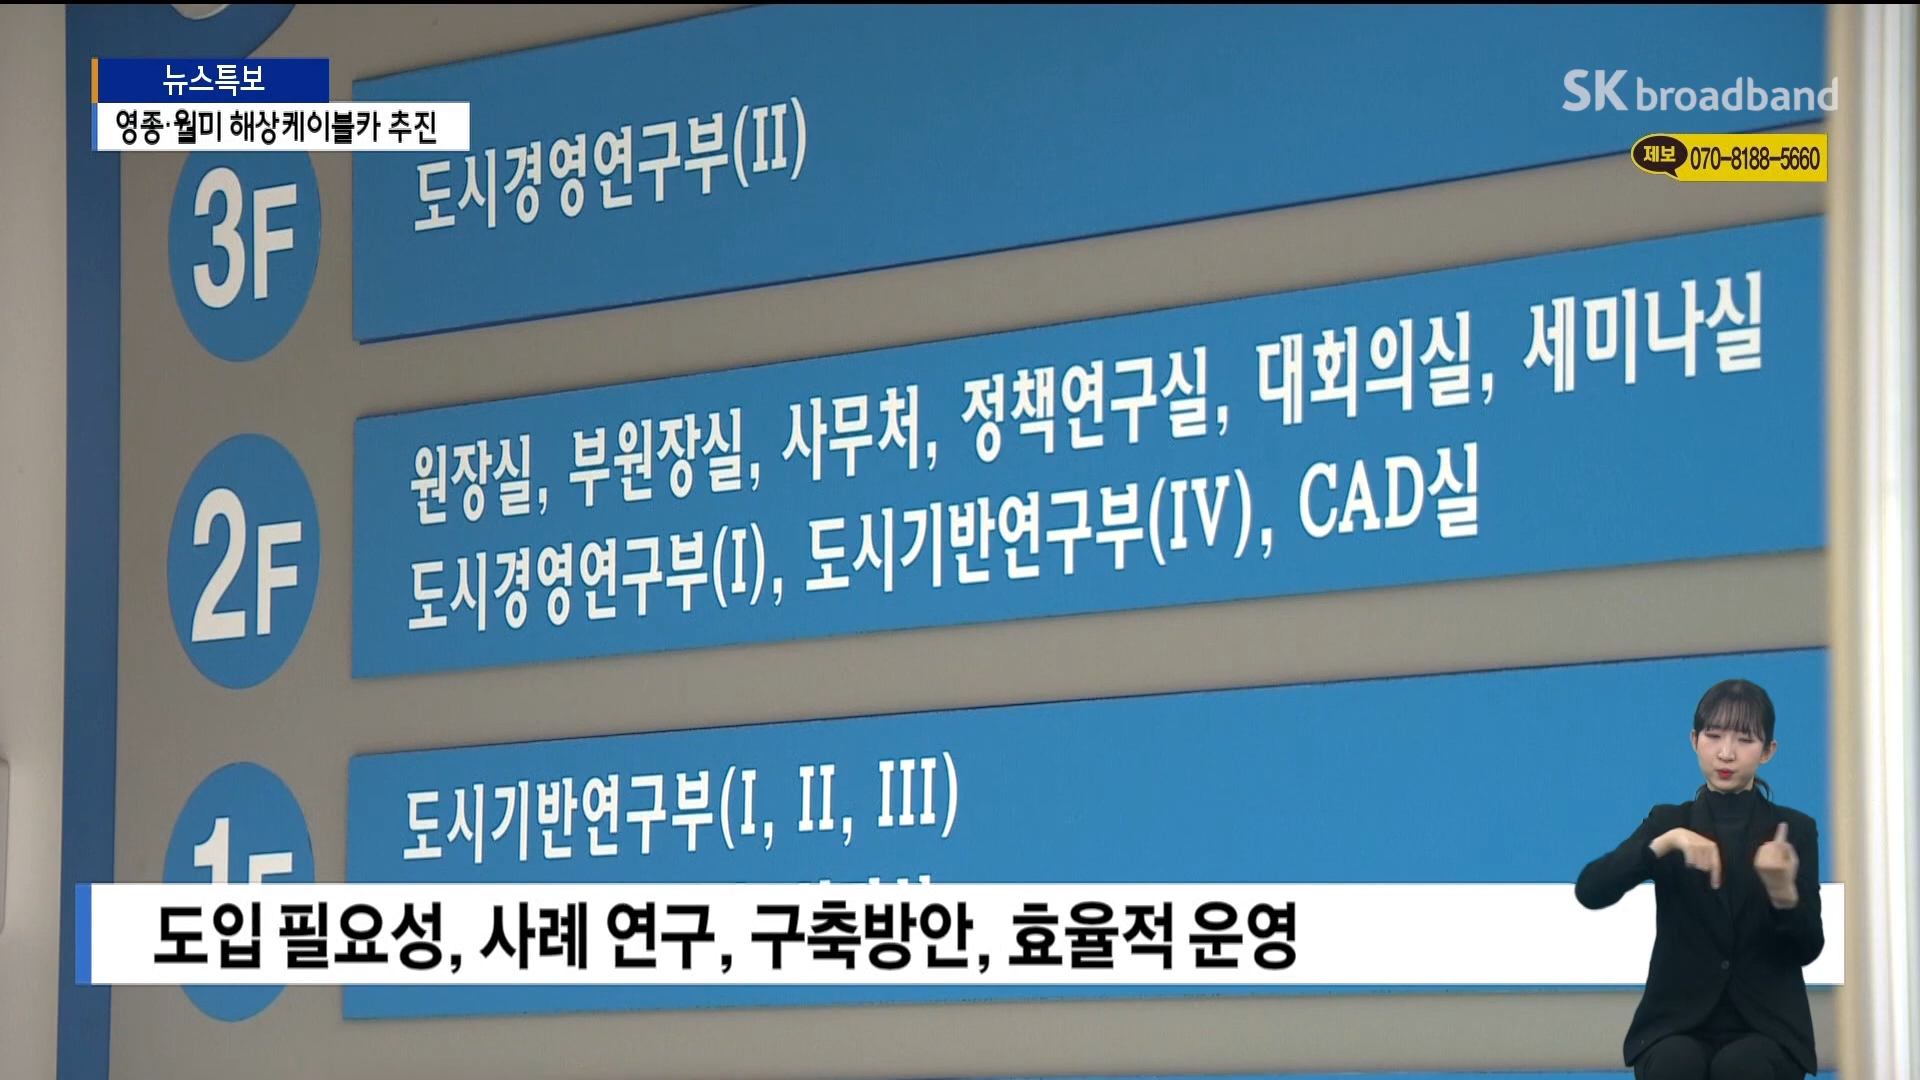 뉴스특보
영종·월미 해상케이블카 추진
SK broadband
제보 070-8188-5660
3F
도시경영연구부(II)
2F
원장실, 부원장실, 사무처, 정책연구실, 대회의실, 세미나실
도시경영연구부(I), 도시기반연구부(IV), CAD실
1F
도시기반연구부(I, II, III)
도입 필요성, 사례 연구, 구축방안, 효율적 운영